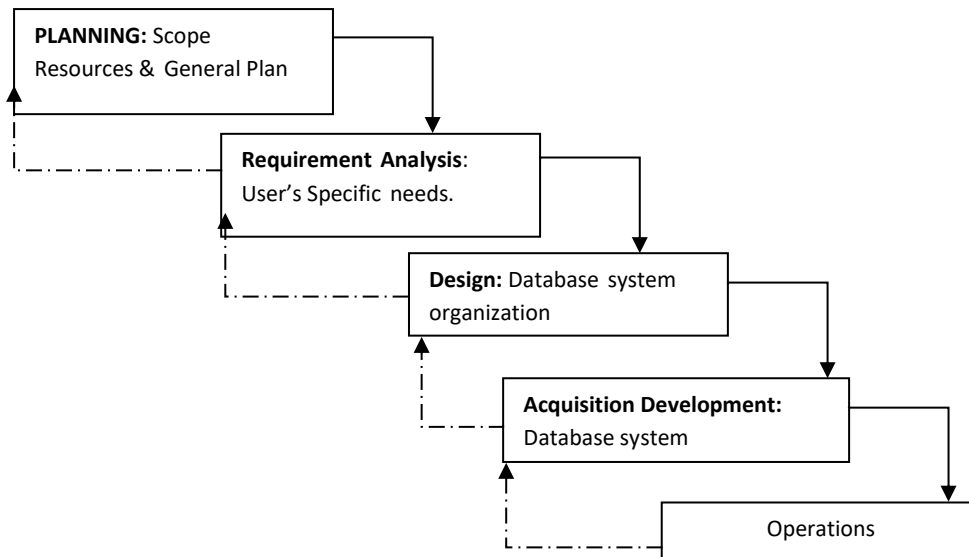 PLANNING: Scope
Resources & General Plan
Requirement Analysis:
User's Specific needs.
Design: Database system
organization
Acquisition Development:
Database system
Operations